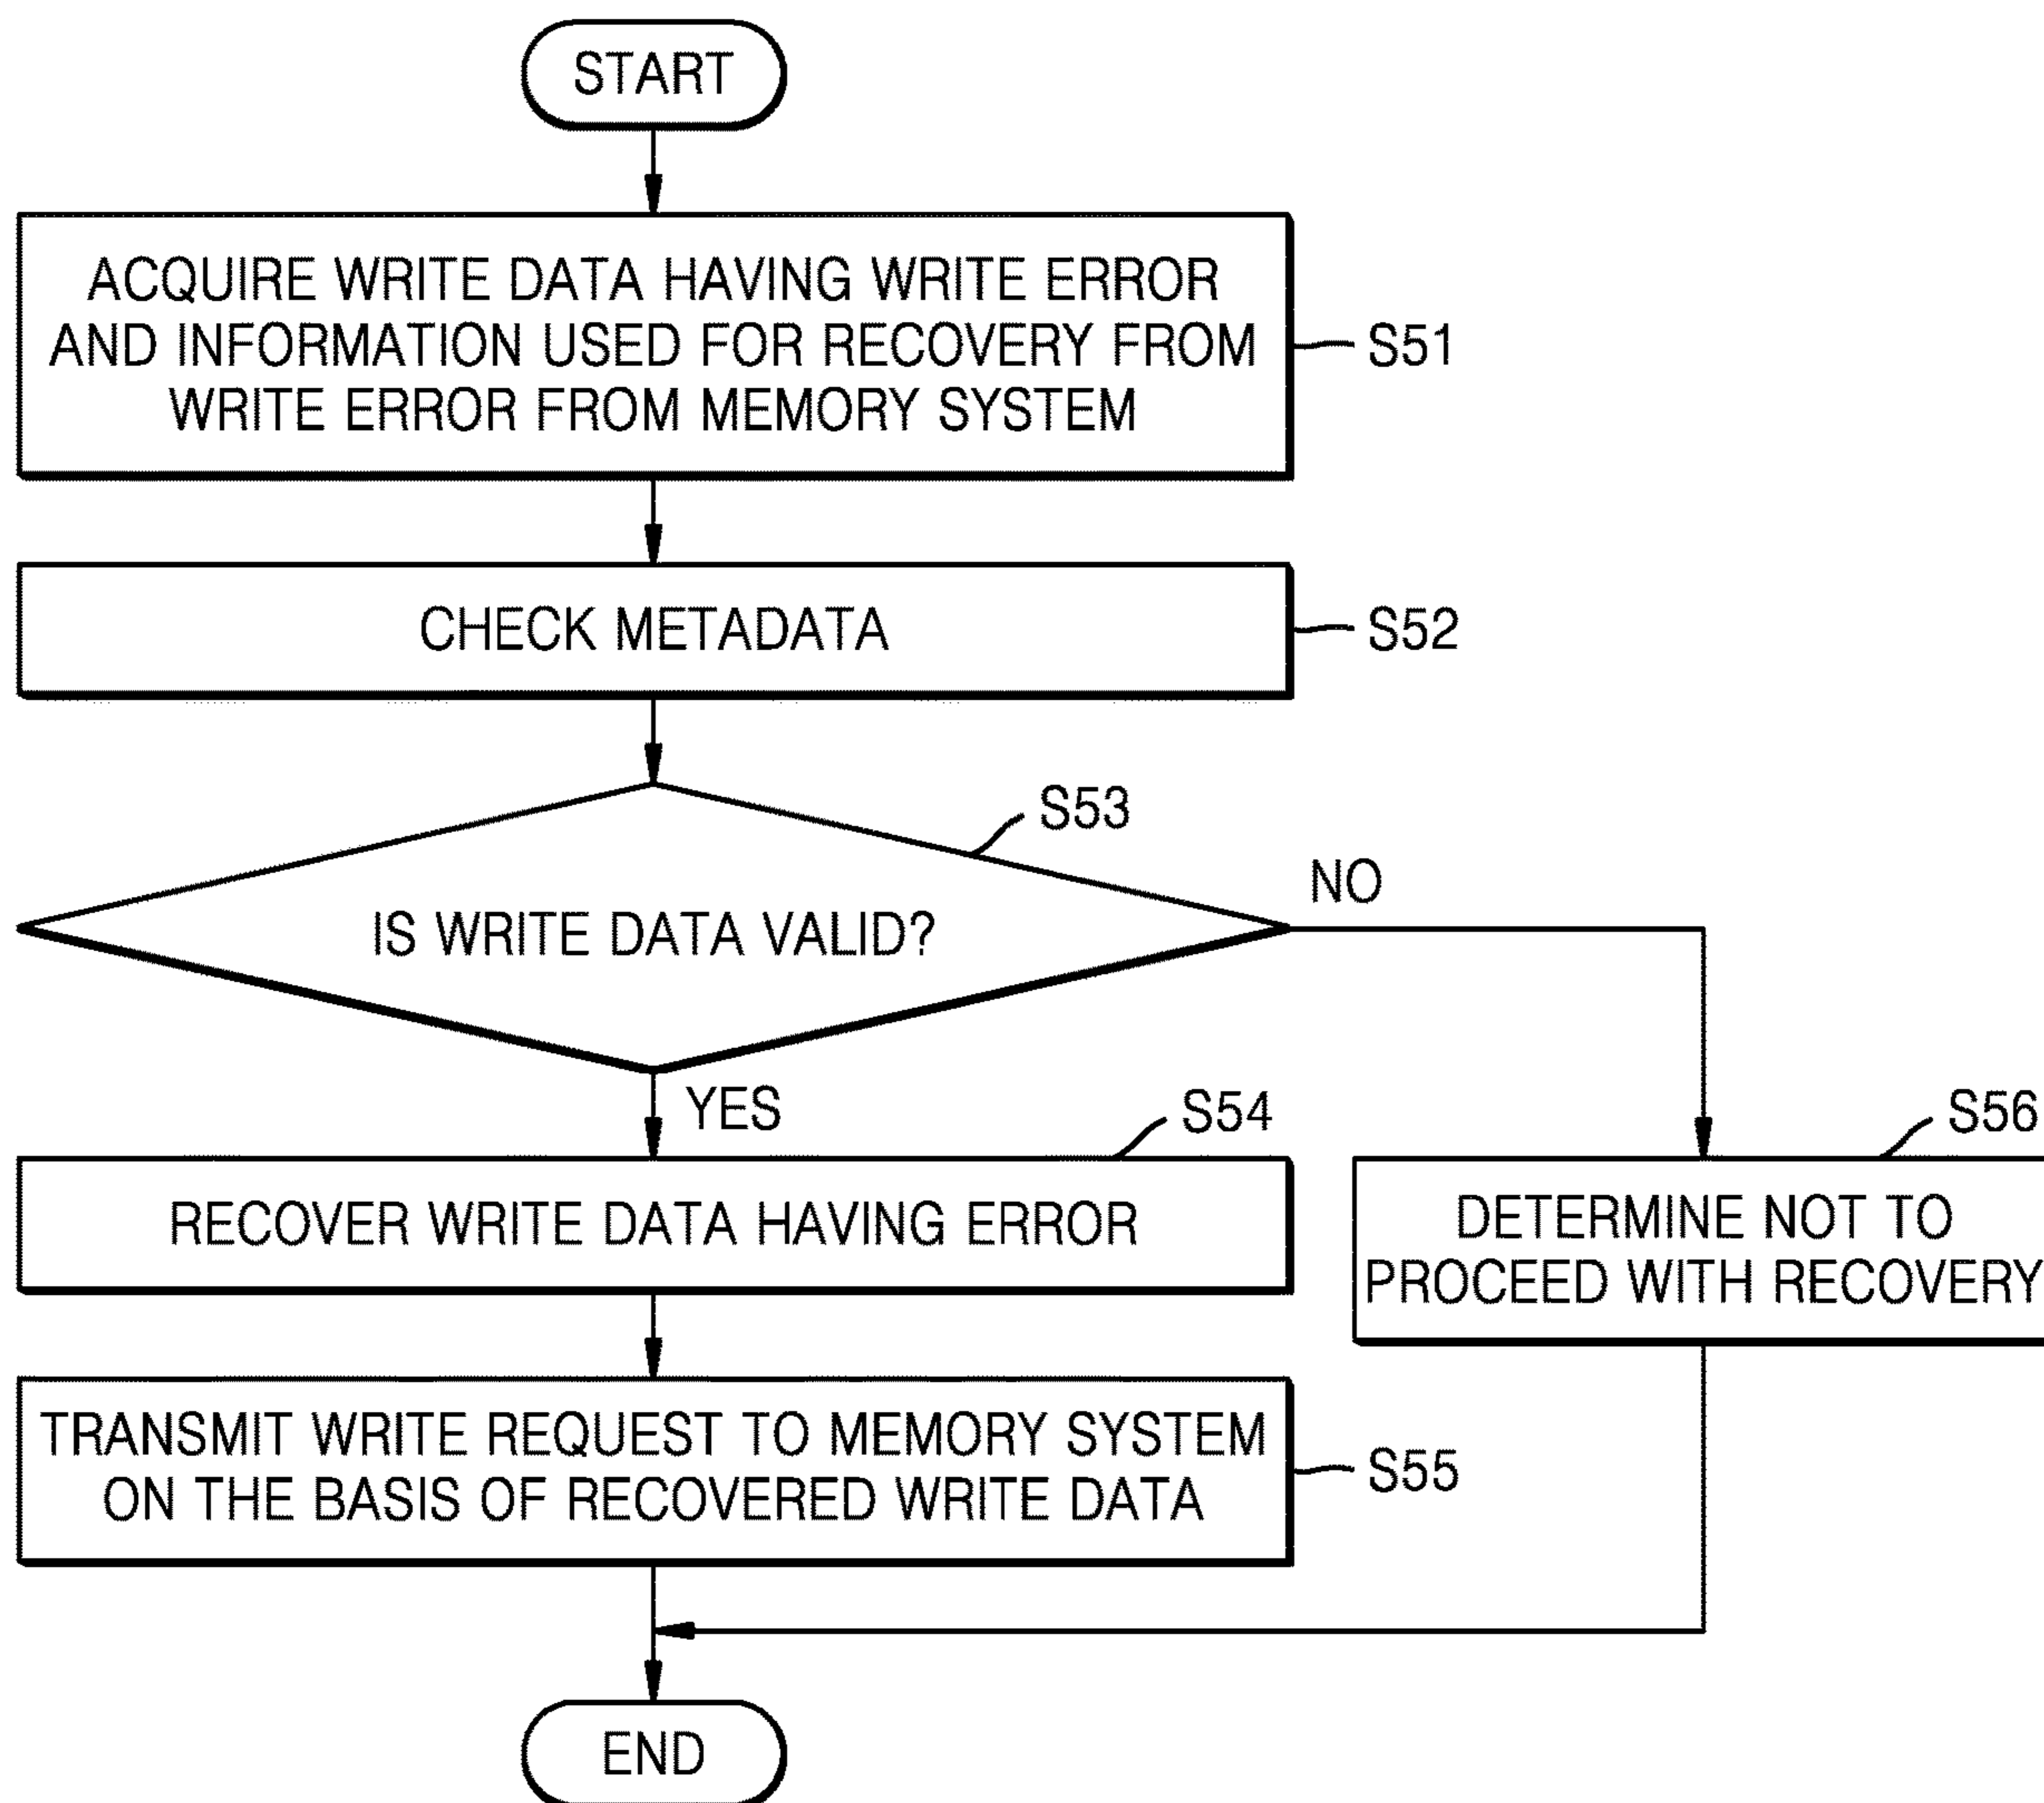 START
ACQUIRE WRITE DATA HAVING WRITE ERROR
AND INFORMATION USED FOR RECOVERY FROM
WRITE ERROR FROM MEMORY SYSTEM
S51
CHECK METADATA
S52
S53
IS WRITE DATA VALID?
NO
YES
S54
RECOVER WRITE DATA HAVING ERROR
S56
DETERMINE NOT TO
PROCEED WITH RECOVERY
TRANSMIT WRITE REQUEST TO MEMORY SYSTEM
ON THE BASIS OF RECOVERED WRITE DATA
S55
END